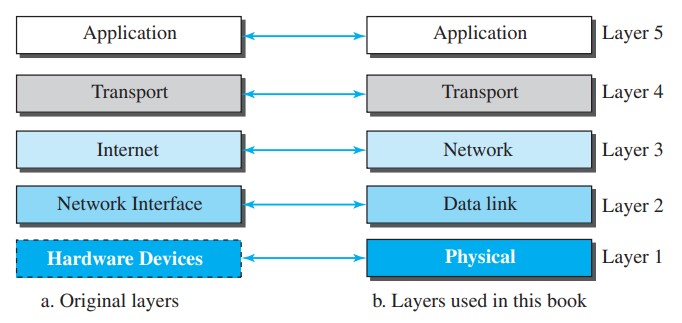 Application Application Layer 5
Transport Transport Layer 4
Internet Network Layer 3
Network Interface Data link Layer 2
Hardware Devices Physical Layer 1
a. Original layers b. Layers used in this book